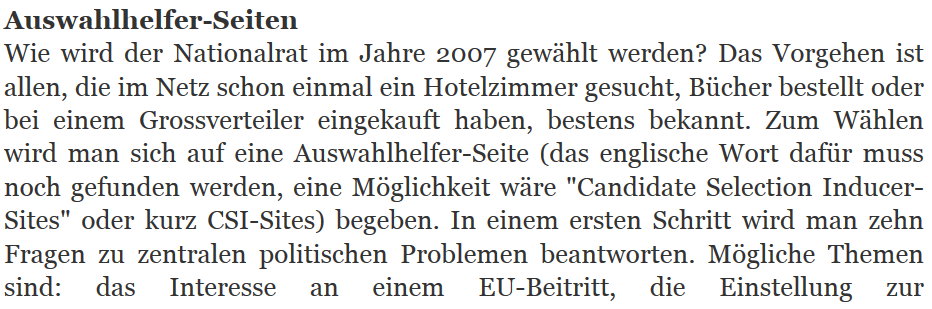 Auswahlhelfer-Seiten
Wie wird der Nationalrat im Jahre 2007 gewählt werden? Das Vorgehen ist
allen, die im Netz schon einmal ein Hotelzimmer gesucht, Bücher bestellt oder
bei einem Grossverteiler eingekauft haben, bestens bekannt. Zum Wählen
wird man sich auf eine Auswahlhelfer-Seite (das englische Wort dafür muss
noch gefunden werden, eine Möglichkeit wäre "Candidate Selection Inducer-
Sites" oder kurz CSI-Sites) begeben. In einem ersten Schritt wird man zehn
Fragen zu zentralen politischen Problemen beantworten. Mögliche Themen
sind: das Interesse an einem EU-Beitritt, die Einstellung zur